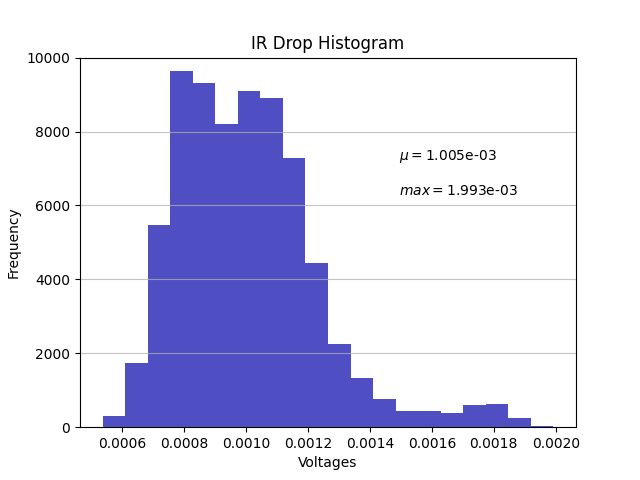 IR Drop Histogram
10000
8000
6000
4000
2000
0
Frequency
μ = 1.005e-03
max = 1.993e-03
0.0006 0.0008 0.0010 0.0012 0.0014 0.0016 0.0018 0.0020
Voltages